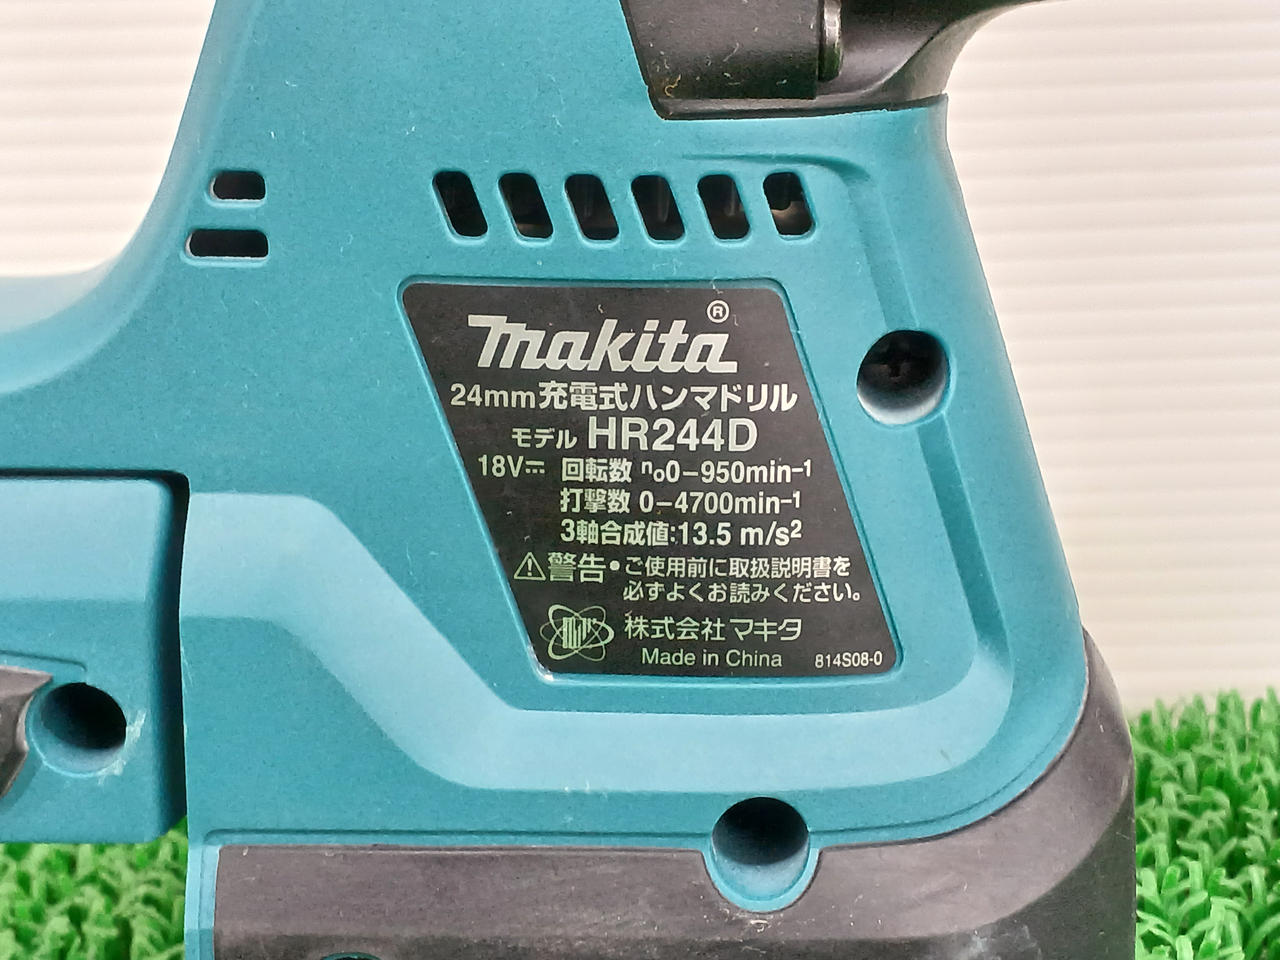 makita®
24mm充電式ハンマドリル
モデル HR244D
18V⎓ 回転数 n₀0-950min⁻¹
打撃数 0-4700min⁻¹
3軸合成値:13.5 m/s²
⚠警告•ご使用前に取扱説明書を
必ずよくお読みください。
株式会社マキタ
Made in China 814S08-0